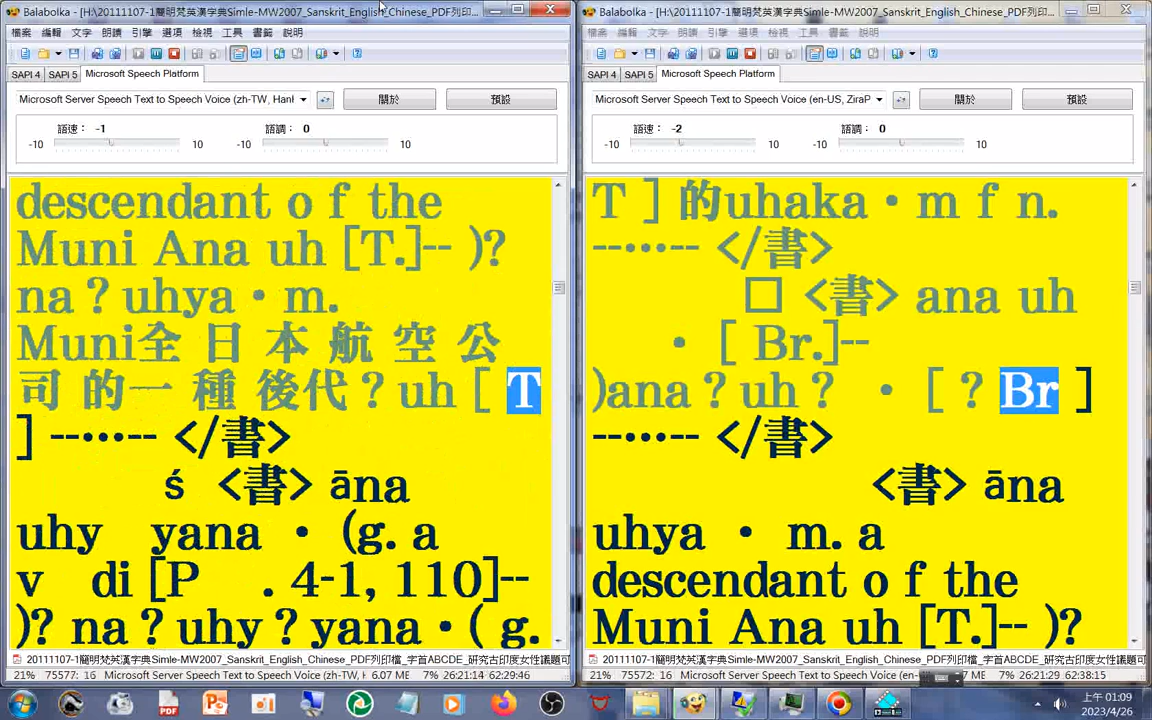 Balabolka - [H:\20111107-1簡明梵英漢字典Simle-MW2007_Sanskrit_English_Chinese_PDF列印...
檔案 編輯 文字 朗讀 引擎 選項 檢視 工具 書籤 說明
SAPI 4 SAPI 5 Microsoft Speech Platform
Microsoft Server Speech Text to Speech Voice (zh-TW, HanH 關於 預設
語速： -1 語調： 0
-10 10 -10 10
descendant o f the
Muni Ana uh [T.]-- )?
na ? uhya • m.
Muni全 日 本 航 空 公
司 的一 種 後代 ? uh [ T
] --•••-- </書>
ś <書> āna
uhy yana • (g. a
v di [P . 4-1, 110]--
)? na ? uhy ? yana • ( g.
20111107-1簡明梵英漢字典Simle-MW2007_Sanskrit_English_Chinese_PDF列印檔_字首ABCDE_研究古印度女性議題可
21% 75577: 16 Microsoft Server Speech Text to Speech Voice (zh-TW, H 6.07 ME 7% 26:21:14 62:29:46
Balabolka - [H:\20111107-1簡明梵英漢字典Simle-MW2007_Sanskrit_English_Chinese_PDF列印...
檔案 編輯 文字 朗讀 引擎 選項 檢視 工具 書籤 說明
SAPI 4 SAPI 5 Microsoft Speech Platform
Microsoft Server Speech Text to Speech Voice (en-US, ZiraP 關於 預設
語速： -2 語調： 0
-10 10 -10 10
T ] 的uhaka • m f n.
--•••-- </書>
□ <書> ana uh
• [ Br.]--
)ana ? uh ? • [ ? Br ]
--•••-- </書>
<書> āna
uhya • m. a
descendant o f the
Muni Ana uh [T.]-- )?
20111107-1簡明梵英漢字典Simle-MW2007_Sanskrit_English_Chinese_PDF列印檔_字首ABCDE_研究古印度女性議題可
21% 75572: 16 Microsoft Server Speech Text to Speech Voice (en-US, ME 7% 26:21:29 62:38:15
上午 01:09
2023/4/26